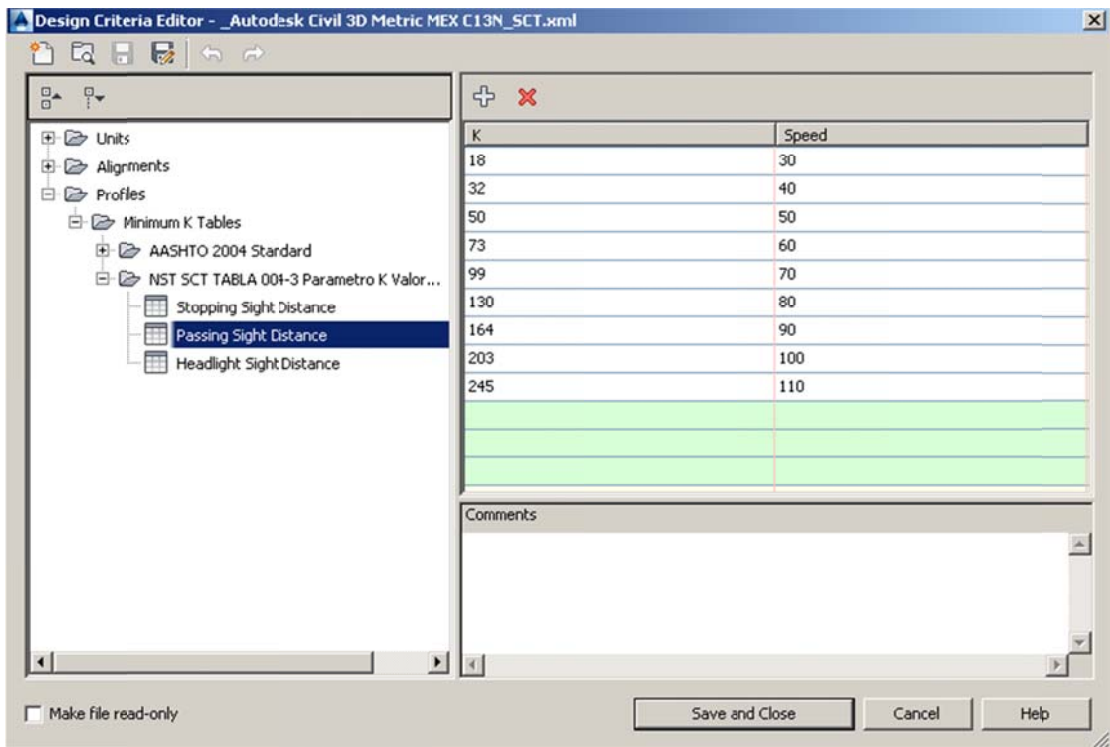 Design Criteria Editor - _Autodesk Civil 3D Metric MEX C13N_SCT.xml
Units
Alignments
Profiles
Minimum K Tables
AASHTO 2004 Standard
NST SCT TABLA 004-3 Parametro K Valor...
Stopping Sight Distance
Passing Sight Distance
Headlight Sight Distance
K Speed
18 30
32 40
50 50
73 60
99 70
130 80
164 90
203 100
245 110
Comments
Make file read-only
Save and Close Cancel Help